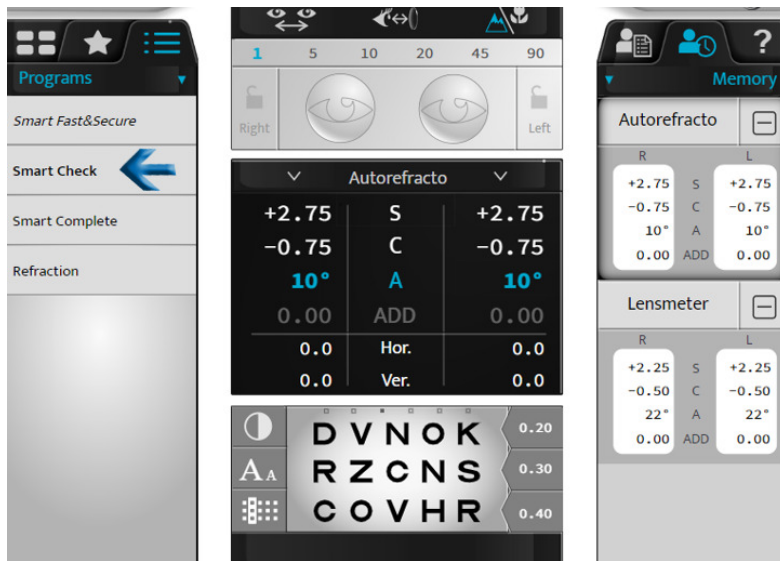 Programs
Smart Fast&Secure
Smart Check
Smart Complete
Refraction
1 5 10 20 45 90
Right Left
Autorefracto
+2.75 S +2.75
−0.75 C −0.75
10° A 10°
0.00 ADD 0.00
0.0 Hor. 0.0
0.0 Ver. 0.0
D V N O K 0.20
A A R Z C N S 0.30
C O V H R 0.40
?
Memory
Autorefracto
R L
+2.75 S +2.75
−0.75 C −0.75
10° A 10°
0.00 ADD 0.00
Lensmeter
R L
+2.25 S +2.25
−0.50 C −0.50
22° A 22°
0.00 ADD 0.00